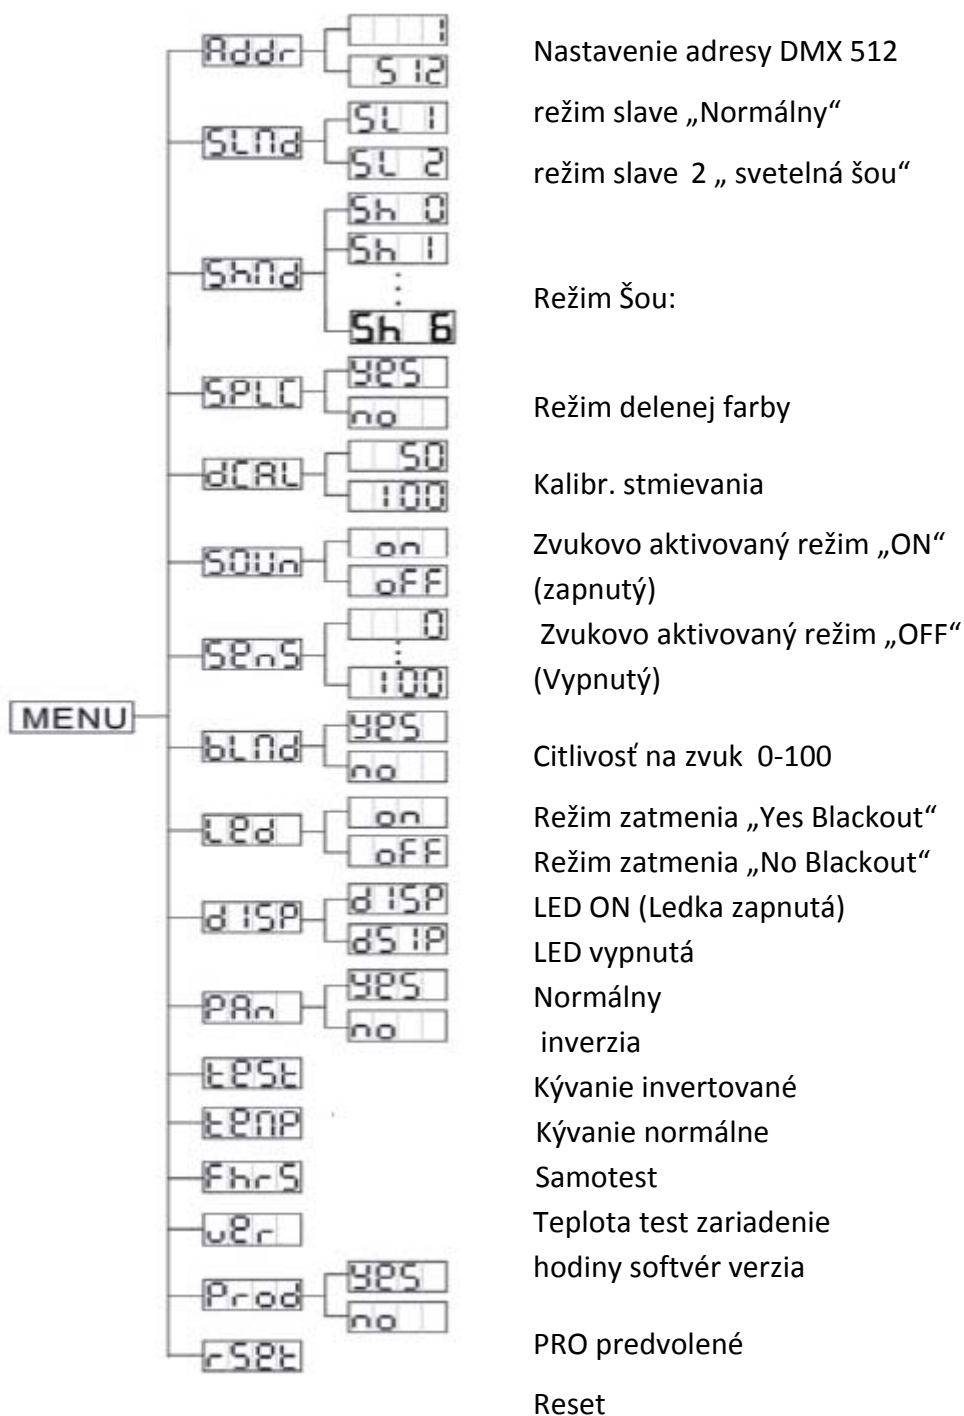 Addr
1
512
Nastavenie adresy DMX 512
SLMd
SL 1
SL 2
režim slave „Normálny“
režim slave 2 „ svetelná šou“
ShMd
Sh 0
Sh 1
Sh 6
Režim Šou:
SPLC
yes
no
Režim delenej farby
dCAL
50
100
Kalibr. stmievania
SOUn
on
oFF
Zvukovo aktivovaný režim „ON“
(zapnutý)
SenS
0
100
Zvukovo aktivovaný režim „OFF“
(Vypnutý)
MENU
bLMd
yes
no
Citlivosť na zvuk 0-100
Led
on
oFF
Režim zatmenia „Yes Blackout“
Režim zatmenia „No Blackout“
dISP
dISP
dSIP
LED ON (Ledka zapnutá)
LED vypnutá
PAn
yes
no
Normálny
inverzia
test
Kývanie invertované
teMP
Kývanie normálne
FhrS
Samotest
ver
Teplota test zariadenie
Prod
yes
no
hodiny softvér verzia
PRO predvolené
rSet
Reset